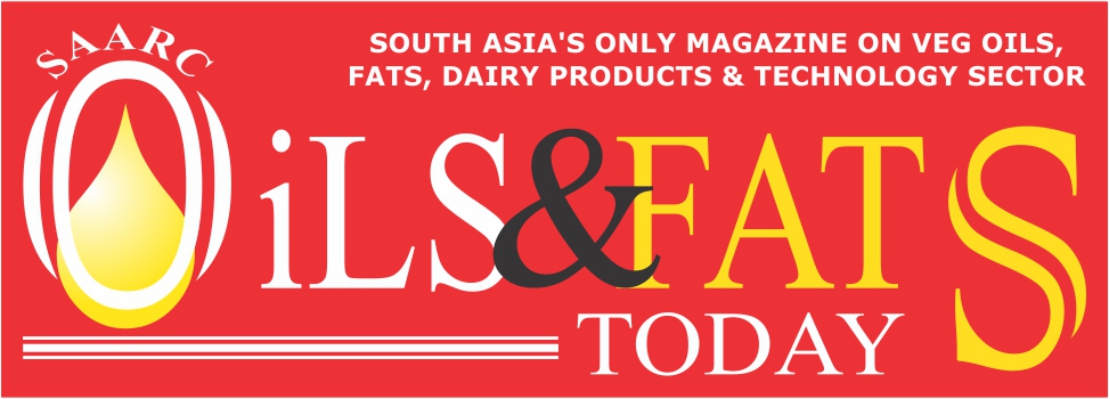 SAARC
SOUTH ASIA'S ONLY MAGAZINE ON VEG OILS,
FATS, DAIRY PRODUCTS & TECHNOLOGY SECTOR
OiLS&FATS
TODAY